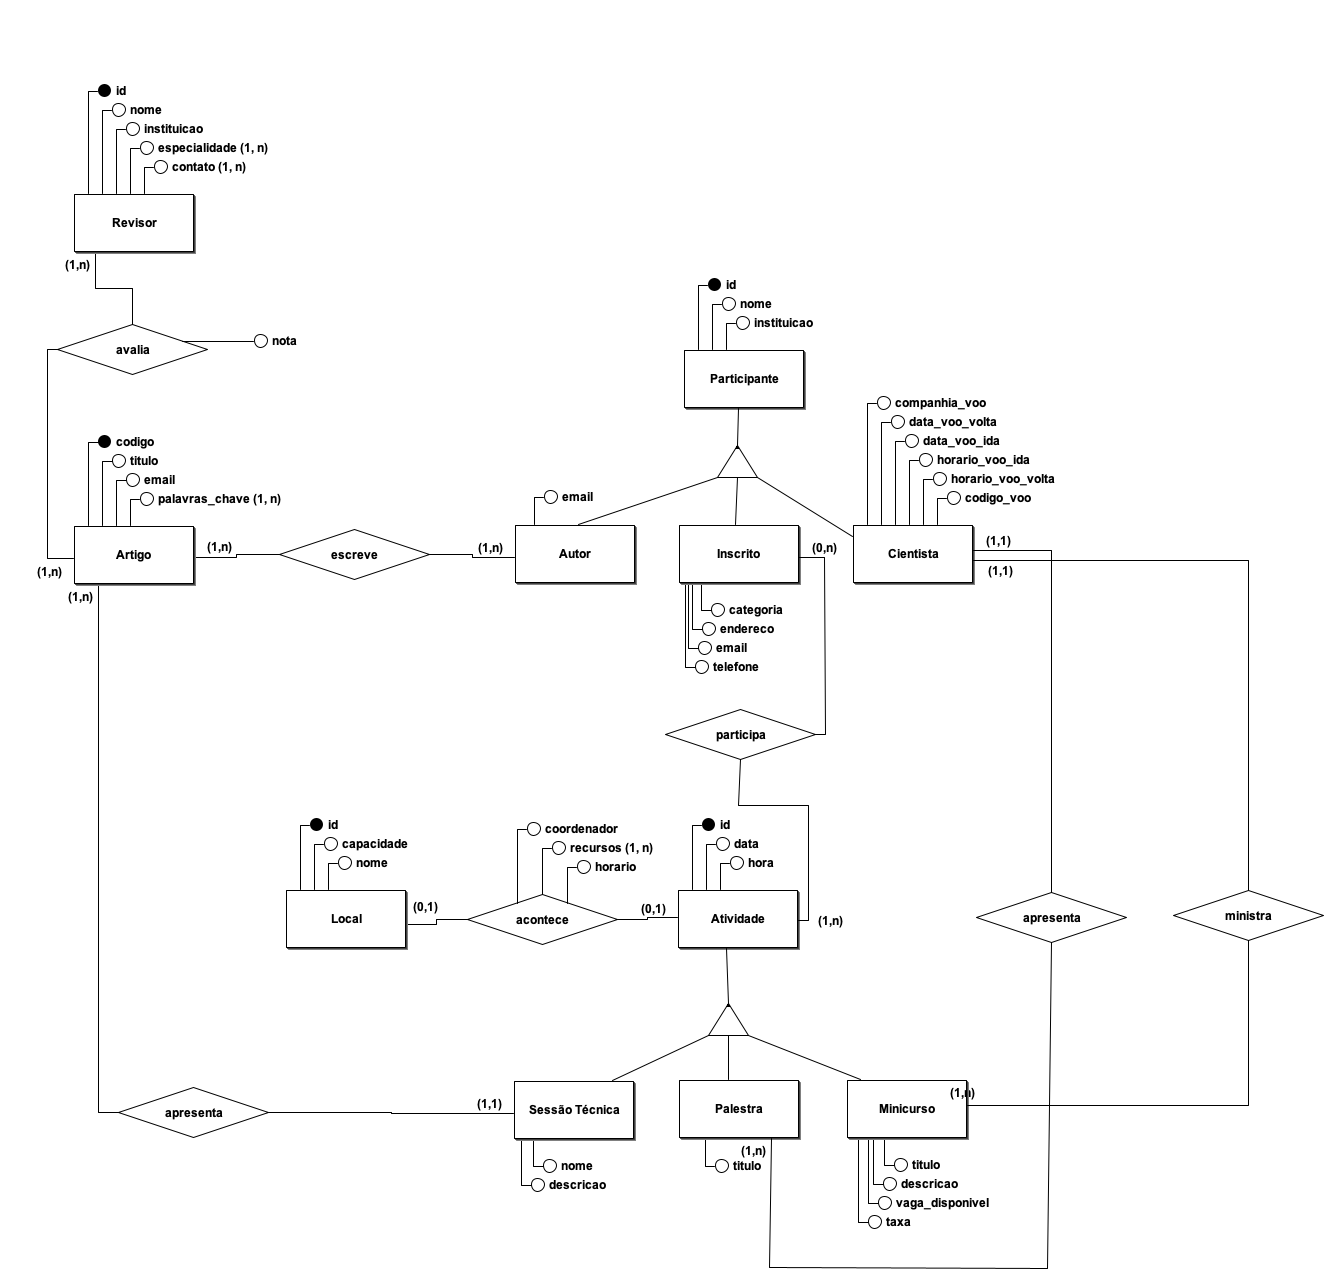 id
nome
instituicao
especialidade (1, n)
contato (1, n)
Revisor
(1,n)
avalia
nota
id
nome
instituicao
Participante
companhia_voo
data_voo_volta
data_voo_ida
horario_voo_ida
horario_voo_volta
codigo_voo
codigo
titulo
email
palavras_chave (1, n)
email
Artigo
(1,n)
escreve
(1,n)
Autor
Inscrito
(0,n)
Cientista
(1,1)
(1,1)
(1,n)
(1,n)
categoria
endereco
email
telefone
participa
id
capacidade
nome
coordenador
recursos (1, n)
horario
id
data
hora
Local
(0,1)
acontece
(0,1)
Atividade
(1,n)
apresenta
ministra
apresenta
(1,1)
Sessão Técnica
Palestra
Minicurso
(1,n)
(1,n)
nome
descricao
titulo
titulo
descricao
vaga_disponivel
taxa